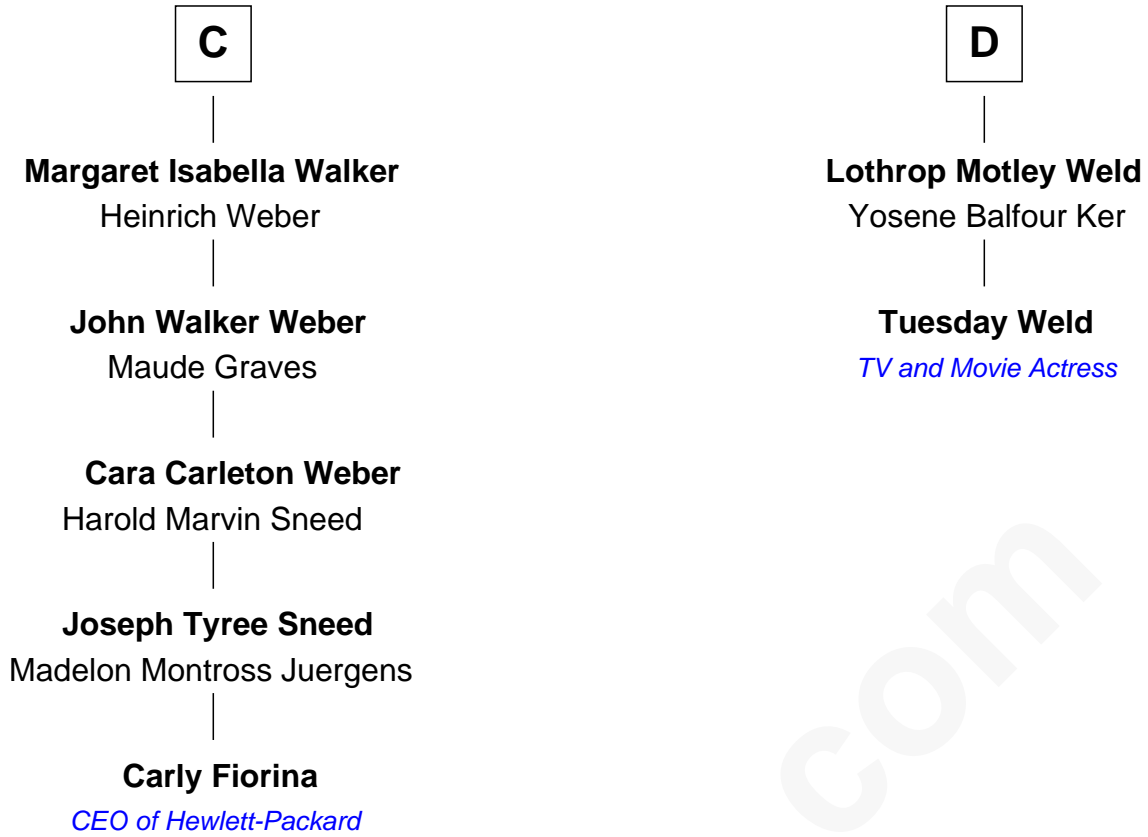 C
Margaret Isabella Walker
Heinrich Weber
John Walker Weber
Maude Graves
Cara Carleton Weber
Harold Marvin Sneed
Joseph Tyree Sneed
Madelon Montross Juergens
Carly Fiorina
CEO of Hewlett-Packard
D
Lothrop Motley Weld
Yosene Balfour Ker
Tuesday Weld
TV and Movie Actress
com